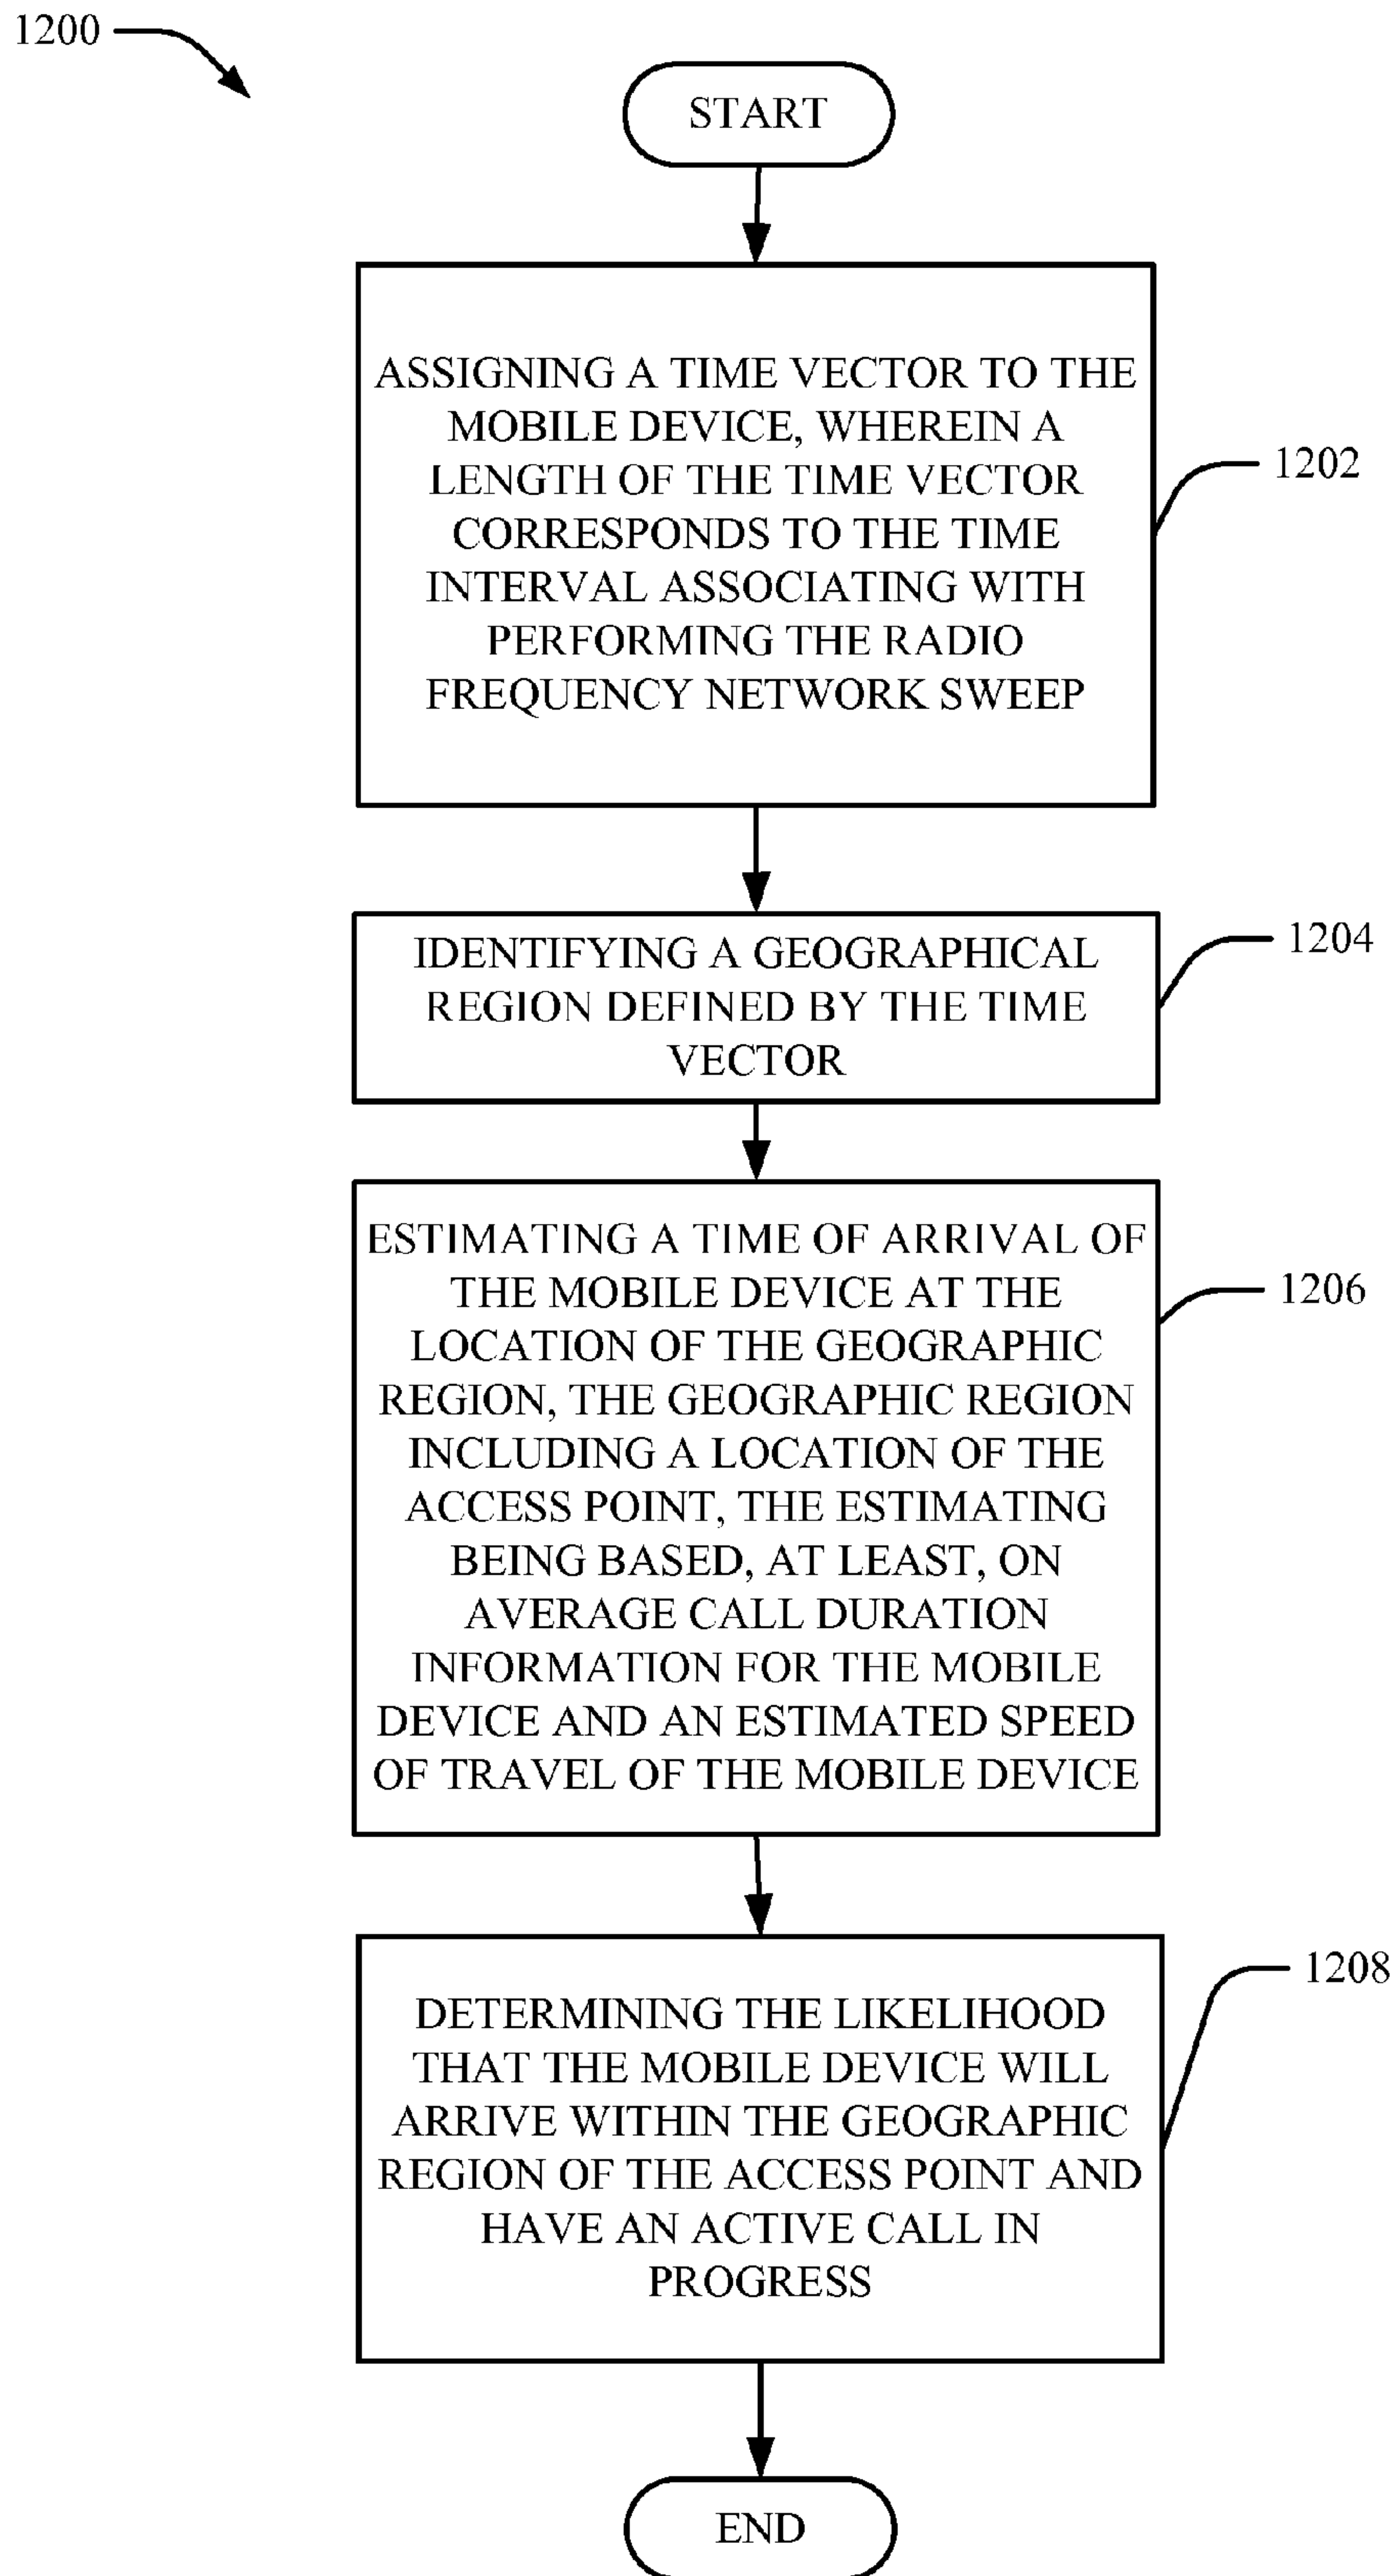 1200
START
ASSIGNING A TIME VECTOR TO THE
MOBILE DEVICE, WHEREIN A
LENGTH OF THE TIME VECTOR
CORRESPONDS TO THE TIME
INTERVAL ASSOCIATING WITH
PERFORMING THE RADIO
FREQUENCY NETWORK SWEEP
1202
IDENTIFYING A GEOGRAPHICAL
REGION DEFINED BY THE TIME
VECTOR
1204
ESTIMATING A TIME OF ARRIVAL OF
THE MOBILE DEVICE AT THE
LOCATION OF THE GEOGRAPHIC
REGION, THE GEOGRAPHIC REGION
INCLUDING A LOCATION OF THE
ACCESS POINT, THE ESTIMATING
BEING BASED, AT LEAST, ON
AVERAGE CALL DURATION
INFORMATION FOR THE MOBILE
DEVICE AND AN ESTIMATED SPEED
OF TRAVEL OF THE MOBILE DEVICE
1206
DETERMINING THE LIKELIHOOD
THAT THE MOBILE DEVICE WILL
ARRIVE WITHIN THE GEOGRAPHIC
REGION OF THE ACCESS POINT AND
HAVE AN ACTIVE CALL IN
PROGRESS
1208
END